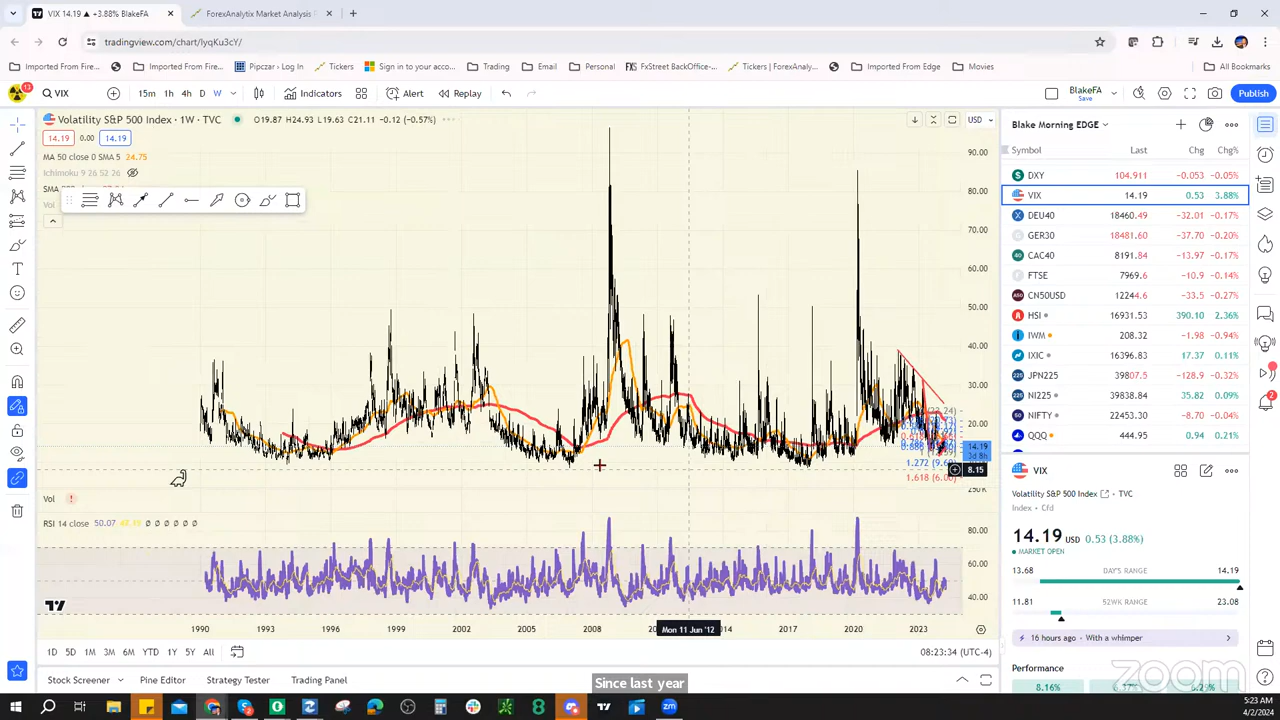 VIX 14.19 ▲ +3.88% BlakeFA
ForexAnalytix Market Analysis F
tradingview.com/chart/lyqKu3cY/
Imported From Fire...
Pipczar › Log In
Tickers
Sign in to your acco...
Trading
Email
Personal
FXS FxStreet BackOffice-...
Tickers | ForexAnaly...
Imported From Edge
Movies
All Bookmarks
13
VIX
15m 1h 4h D W
Indicators
Alert
Replay
BlakeFA
Save
Publish
Volatility S&P 500 Index · 1W · TVC
O19.87 H24.93 L19.63 C21.11 −0.12 (−0.57%)
USD
14.19 0.00 14.19
MA 50 close 0 SMA 5 24.75
Ichimoku 9 26 52 26
Vol
90.00
80.00
70.00
60.00
50.00
40.00
30.00
20.00
14.19
3d 8h
8.15
1.618 (6.00)
Vol
RSI 14 close 50.07
80.00
60.00
40.00
1990 1993 1996 1999 2002 2005 2008 Mon 11 Jun '12 2014 2017 2020 2023
1D 5D 1M 3M 6M YTD 1Y 5Y All
08:23:34 (UTC-4)
Stock Screener
Pine Editor
Strategy Tester
Trading Panel
Blake Morning EDGE
Symbol Last Chg Chg%
DXY 104.911 −0.053 −0.05%
VIX 14.19 0.53 3.88%
DEU40 18460.49 −32.01 −0.17%
GER30 18481.60 −37.70 −0.20%
CAC40 8191.84 −13.97 −0.17%
FTSE 7969.6 −10.9 −0.14%
CN50USD 12244.6 −33.5 −0.27%
HSI 16931.53 390.10 2.36%
IWM 208.32 −1.98 −0.94%
IXIC 16396.83 17.37 0.11%
JPN225 39807.5 −128.9 −0.32%
NI225 39838.84 35.82 0.09%
NIFTY 22453.30 −8.70 −0.04%
QQQ 444.95 0.94 0.21%
VIX
Volatility S&P 500 Index · TVC
Index · Cfd
14.19 USD 0.53 (3.88%)
MARKET OPEN
13.68 DAY'S RANGE 14.19
11.81 52WK RANGE 23.08
16 hours ago · With a whimper
Performance
8.16%
zoom
Since last year
5:23 AM
4/2/2024